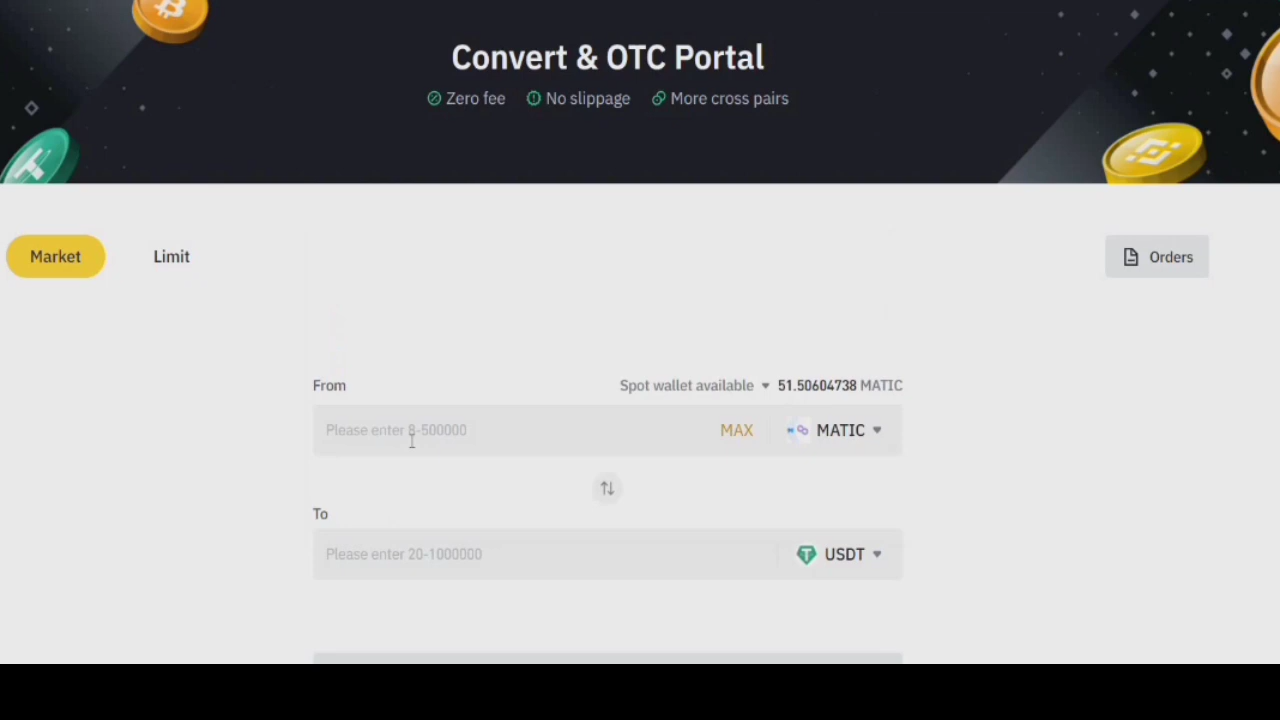 Convert & OTC Portal
Zero fee No slippage More cross pairs
Market Limit Orders
From Spot wallet available 51.50604738 MATIC
Please enter 8-500000 MAX MATIC
To
Please enter 20-1000000 USDT